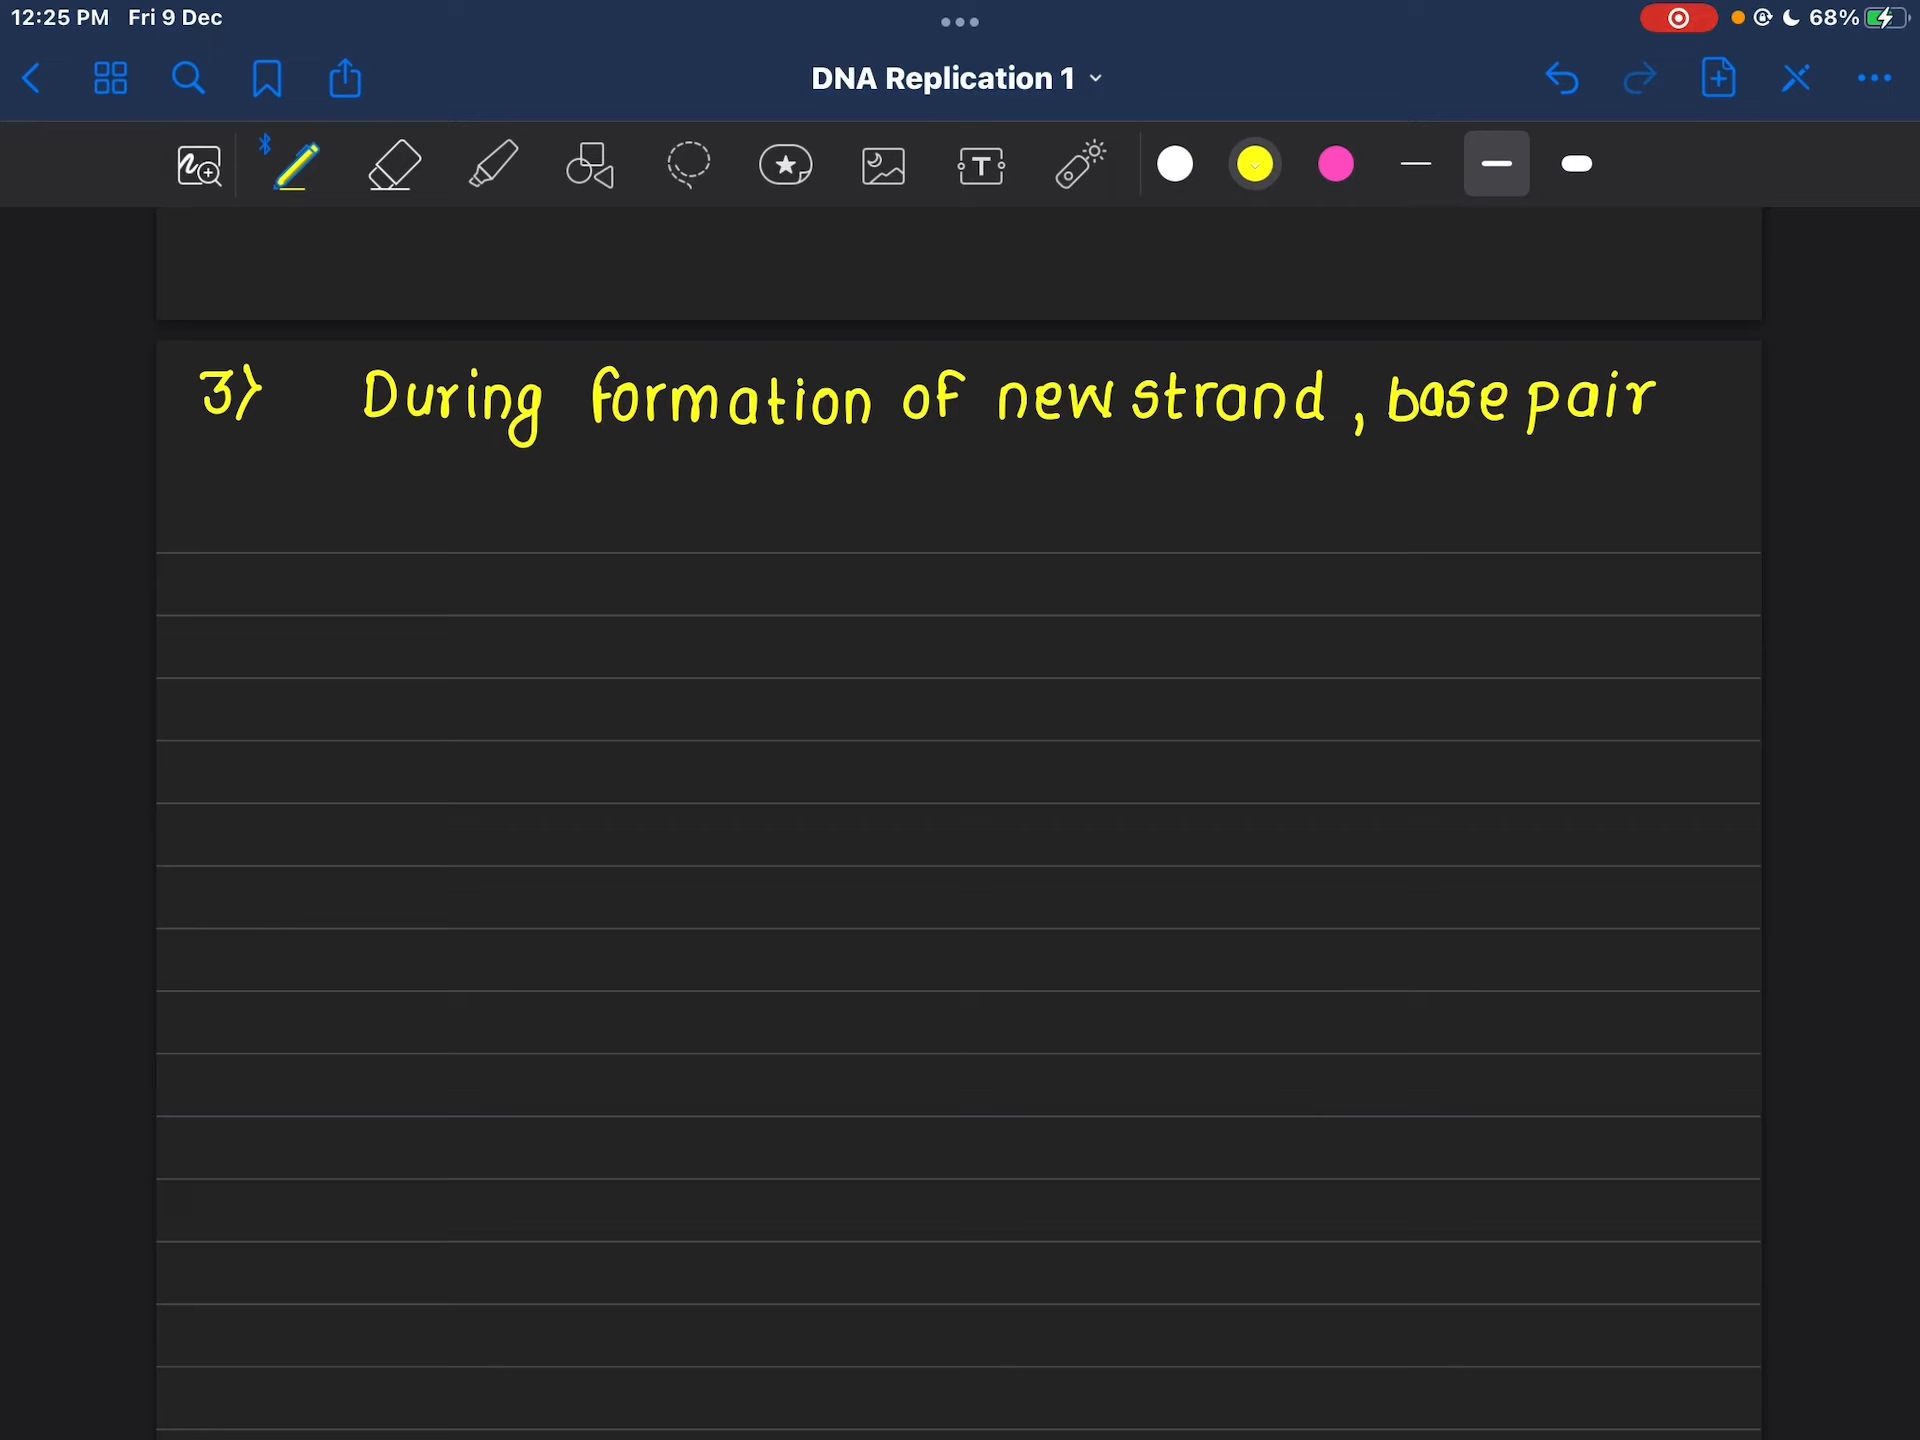 12:25 PM Fri 9 Dec
68%
DNA Replication 1
T
3) During formation of new strand, base pair